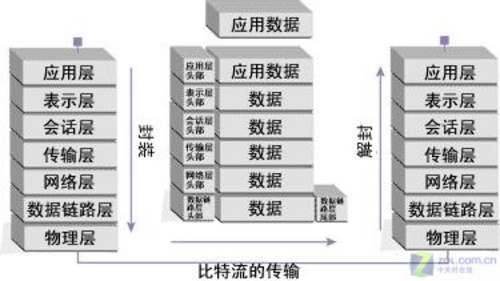 应用数据
应用层
表示层
会话层
传输层
网络层
数据链路层
物理层
封装
应用层
头部
应用数据
表示层
头部
数据
会话层
头部
数据
传输层
头部
数据
网络层
头部
数据
数据链
路层
头部
数据
数据链
路层
尾部
解封
应用层
表示层
会话层
传输层
网络层
数据链路层
物理层
比特流的传输
ZOL.com.cn
中关村在线